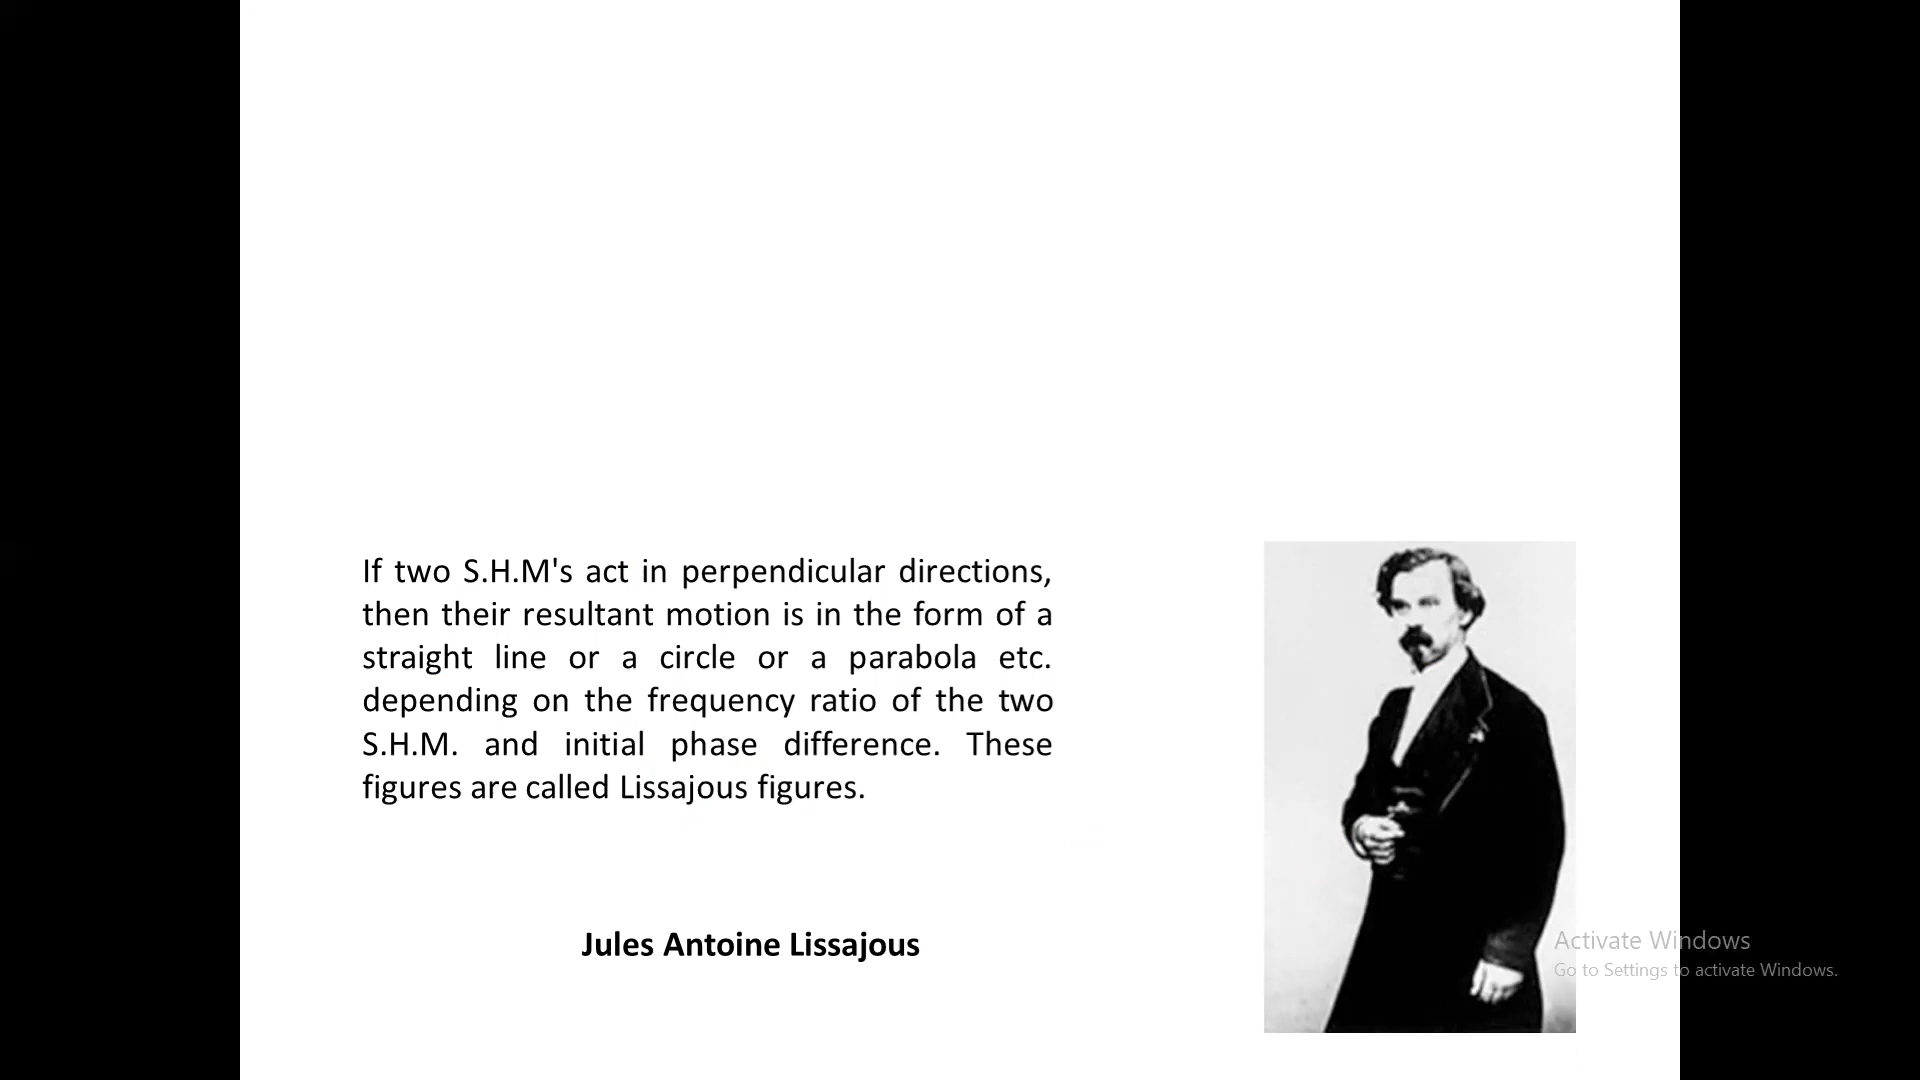 If two S.H.M's act in perpendicular directions,
then their resultant motion is in the form of a
straight line or a circle or a parabola etc.
depending on the frequency ratio of the two
S.H.M. and initial phase difference. These
figures are called Lissajous figures.
Jules Antoine Lissajous
Activate Windows
Go to Settings to activate Windows.